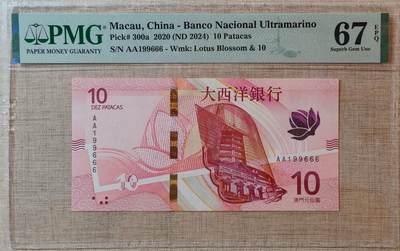 PMG
PAPER MONEY GUARANTY
Macau, China - Banco Nacional Ultramarino
Pick# 300a 2020 (ND 2024) 10 Patacas
S/N AA199666 - Wmk: Lotus Blossom & 10
67 EPQ
Superb Gem Unc
10
DEZ PATACAS
大西洋銀行
AA199666
AA199666
10
澳門元伍圓